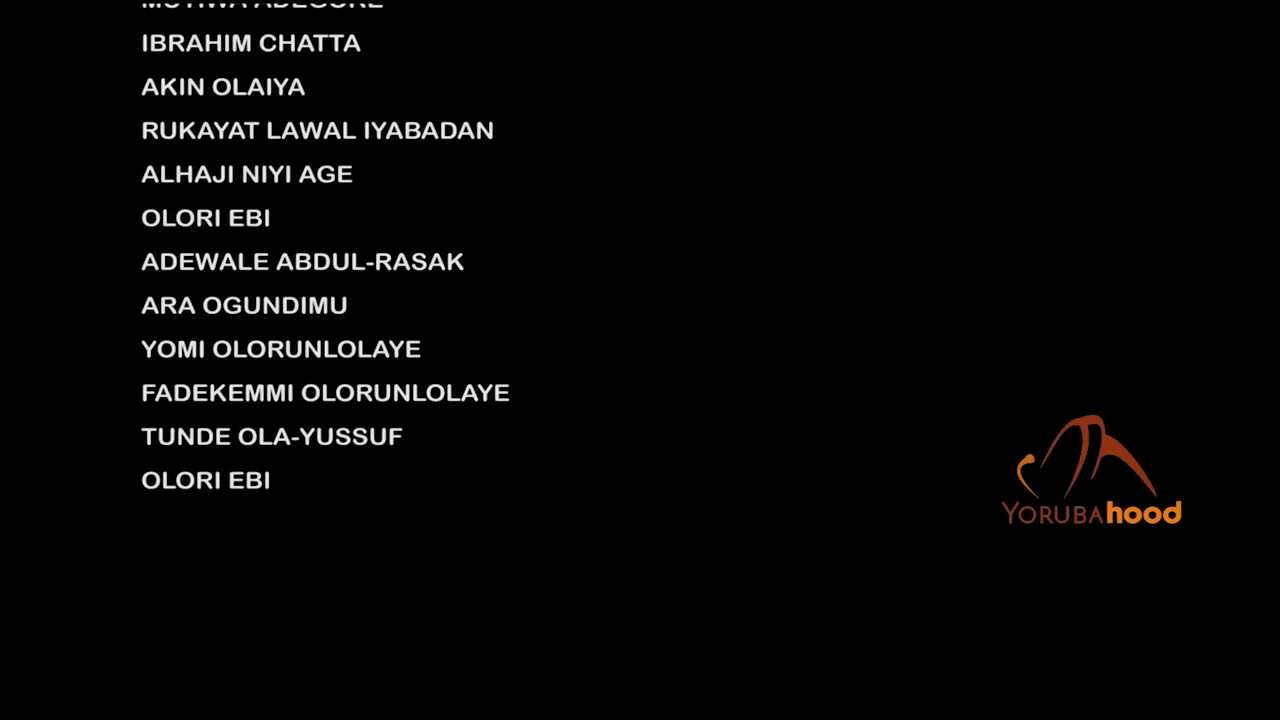 IBRAHIM CHATTA
AKIN OLAIYA
RUKAYAT LAWAL IYABADAN
ALHAJI NIYI AGE
OLORI EBI
ADEWALE ABDUL-RASAK
ARA OGUNDIMU
YOMI OLORUNLOLAYE
FADEKEMMI OLORUNLOLAYE
TUNDE OLA-YUSSUF
OLORI EBI
YORUBAhood